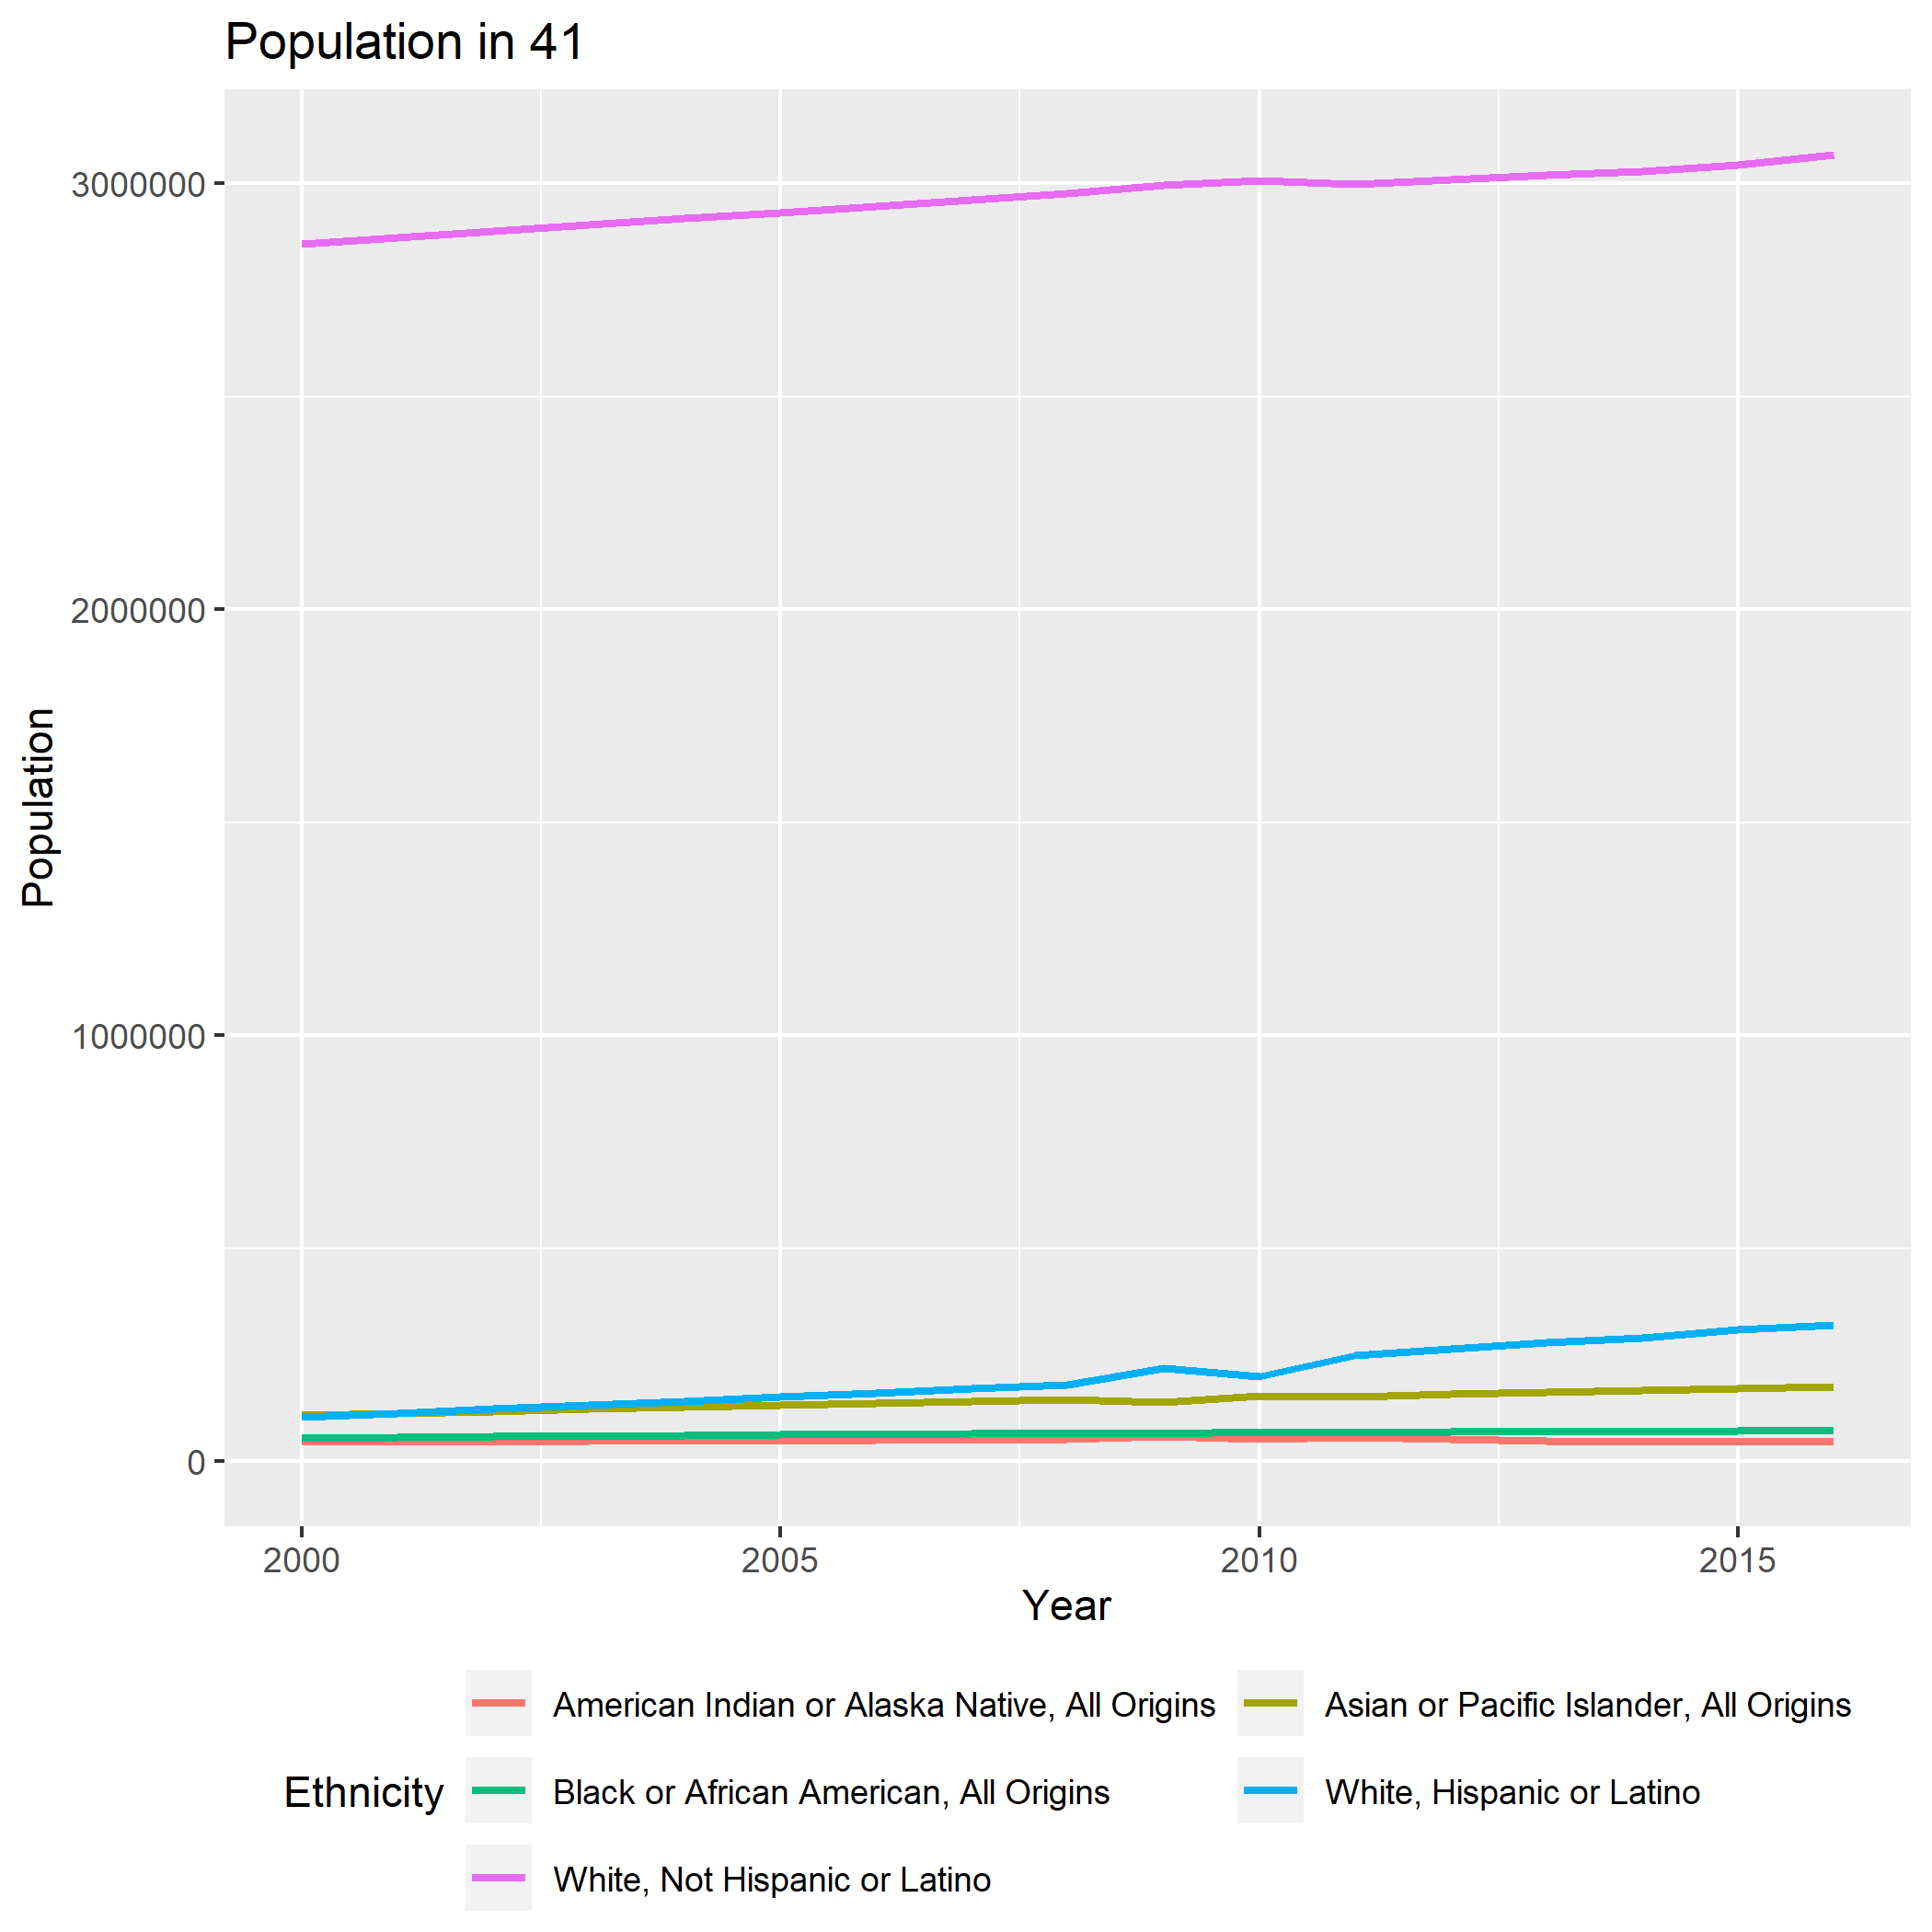 Population in 41
3000000
2000000
1000000
0
Population
2000 2005 2010 2015
Year
Ethnicity
American Indian or Alaska Native, All Origins
Asian or Pacific Islander, All Origins
Black or African American, All Origins
White, Hispanic or Latino
White, Not Hispanic or Latino